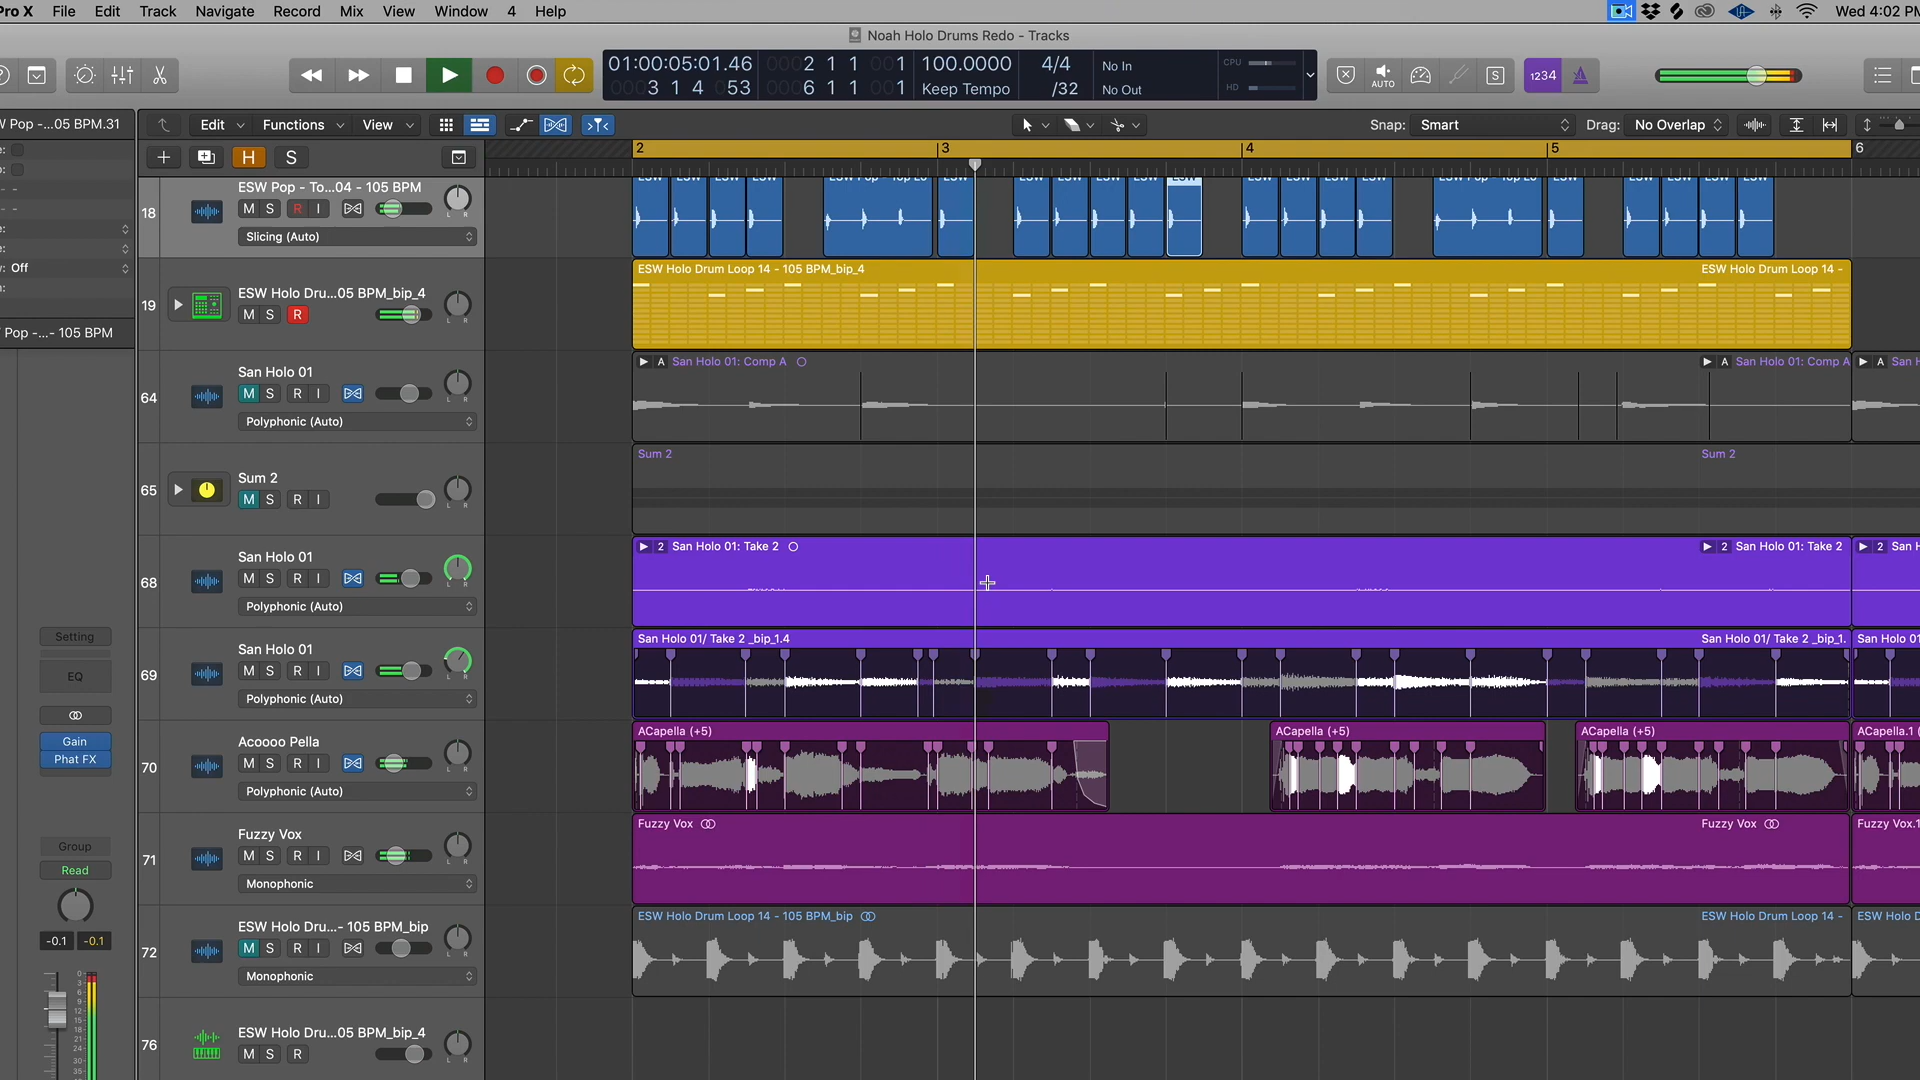 Pro X File Edit Track Navigate Record Mix View Window 4 Help Wed 4:02 PM
Noah Holo Drums Redo - Tracks
01:00:05:01.46 0002 1 1 001 100.0000 4/4 No In CPU
0003 1 4 053 0006 1 1 001 Keep Tempo /32 No Out HD
AUTO S 1234
W Pop -...05 BPM.31 Edit Functions View Snap: Smart Drag: No Overlap
H S 2 3 4 5 6
ESW Pop - To...04 - 105 BPM
18 M S R I
Slicing (Auto)
Off
19 ESW Holo Dru...05 BPM_bip_4 ESW Holo Drum Loop 14 - 105 BPM_bip_4 ESW Holo Drum Loop 14 -
M S R
Pop -...- 105 BPM
64 San Holo 01 A San Holo 01: Comp A A San Holo 01: Comp A A San H
M S R I
Polyphonic (Auto)
65 Sum 2 Sum 2 Sum 2
M S R I
68 San Holo 01 2 San Holo 01: Take 2 2 San Holo 01: Take 2 2 San H
M S R I
Polyphonic (Auto)
Setting
69 San Holo 01 San Holo 01/ Take 2 _bip_1.4 San Holo 01/ Take 2 _bip_1. San Holo 01
EQ M S R I
Polyphonic (Auto)
70 Acoooo Pella ACapella (+5) ACapella (+5) ACapella (+5) ACapella.1 (
Gain
Phat FX M S R I
Polyphonic (Auto)
71 Fuzzy Vox Fuzzy Vox Fuzzy Vox Fuzzy Vox.1
Group M S R I
Read
Monophonic
72 ESW Holo Dru...- 105 BPM_bip ESW Holo Drum Loop 14 - 105 BPM_bip ESW Holo Drum Loop 14 - ESW Holo D
-0.1 -0.1 M S R I
Monophonic
76 ESW Holo Dru...05 BPM_bip_4
M S R